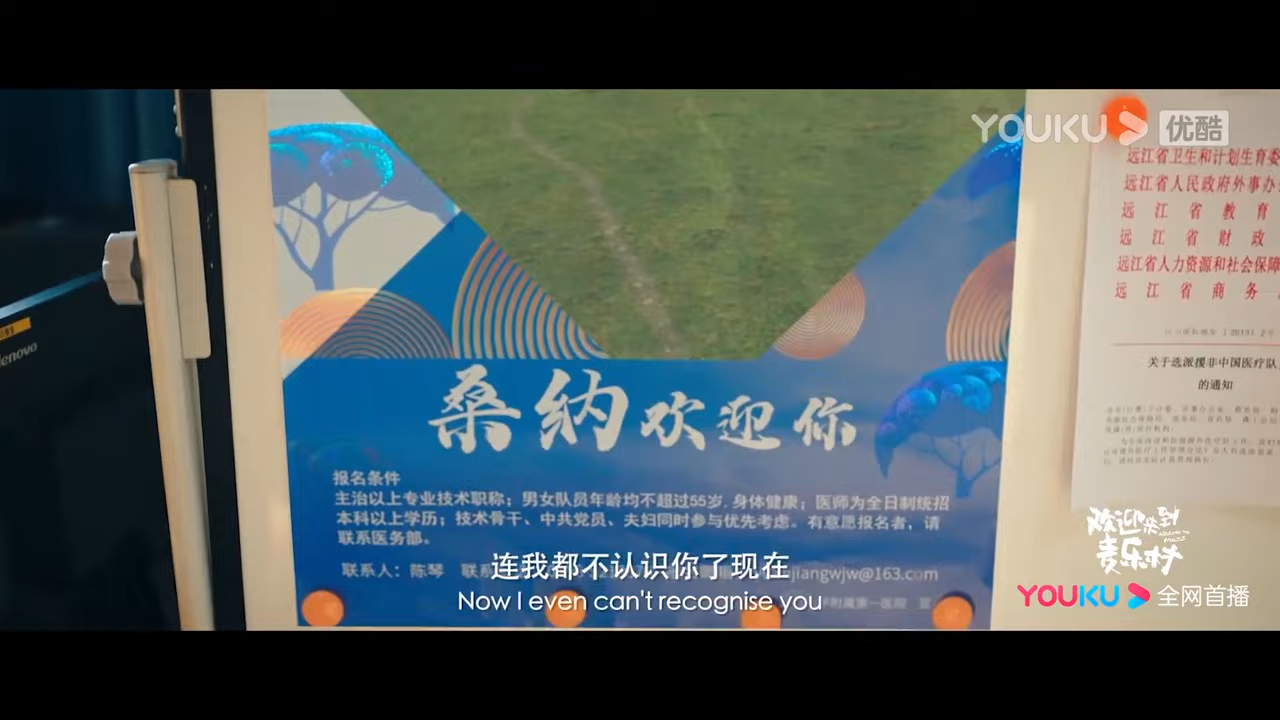 YOUKU 优酷
远江省卫生和计划生育委
远江省人民政府外事办
远江省教育
远江省财政
远江省人力资源和社会保障
远江省商务
关于选派援非中国医疗队
的通知
桑纳欢迎你
报名条件
主治以上专业技术职称；男女队员年龄均不超过55岁,身体健康；医师为全日制统招
本科以上学历；技术骨干、中共党员、夫妇同时参与优先考虑。有意愿报名者，请
联系医务部。
联系人：陈琴 联系
jiangwjw@163.com
连我都不认识你了现在
Now I even can't recognise you
enovo
欢迎来到
麦乐村
YOUKU 全网首播